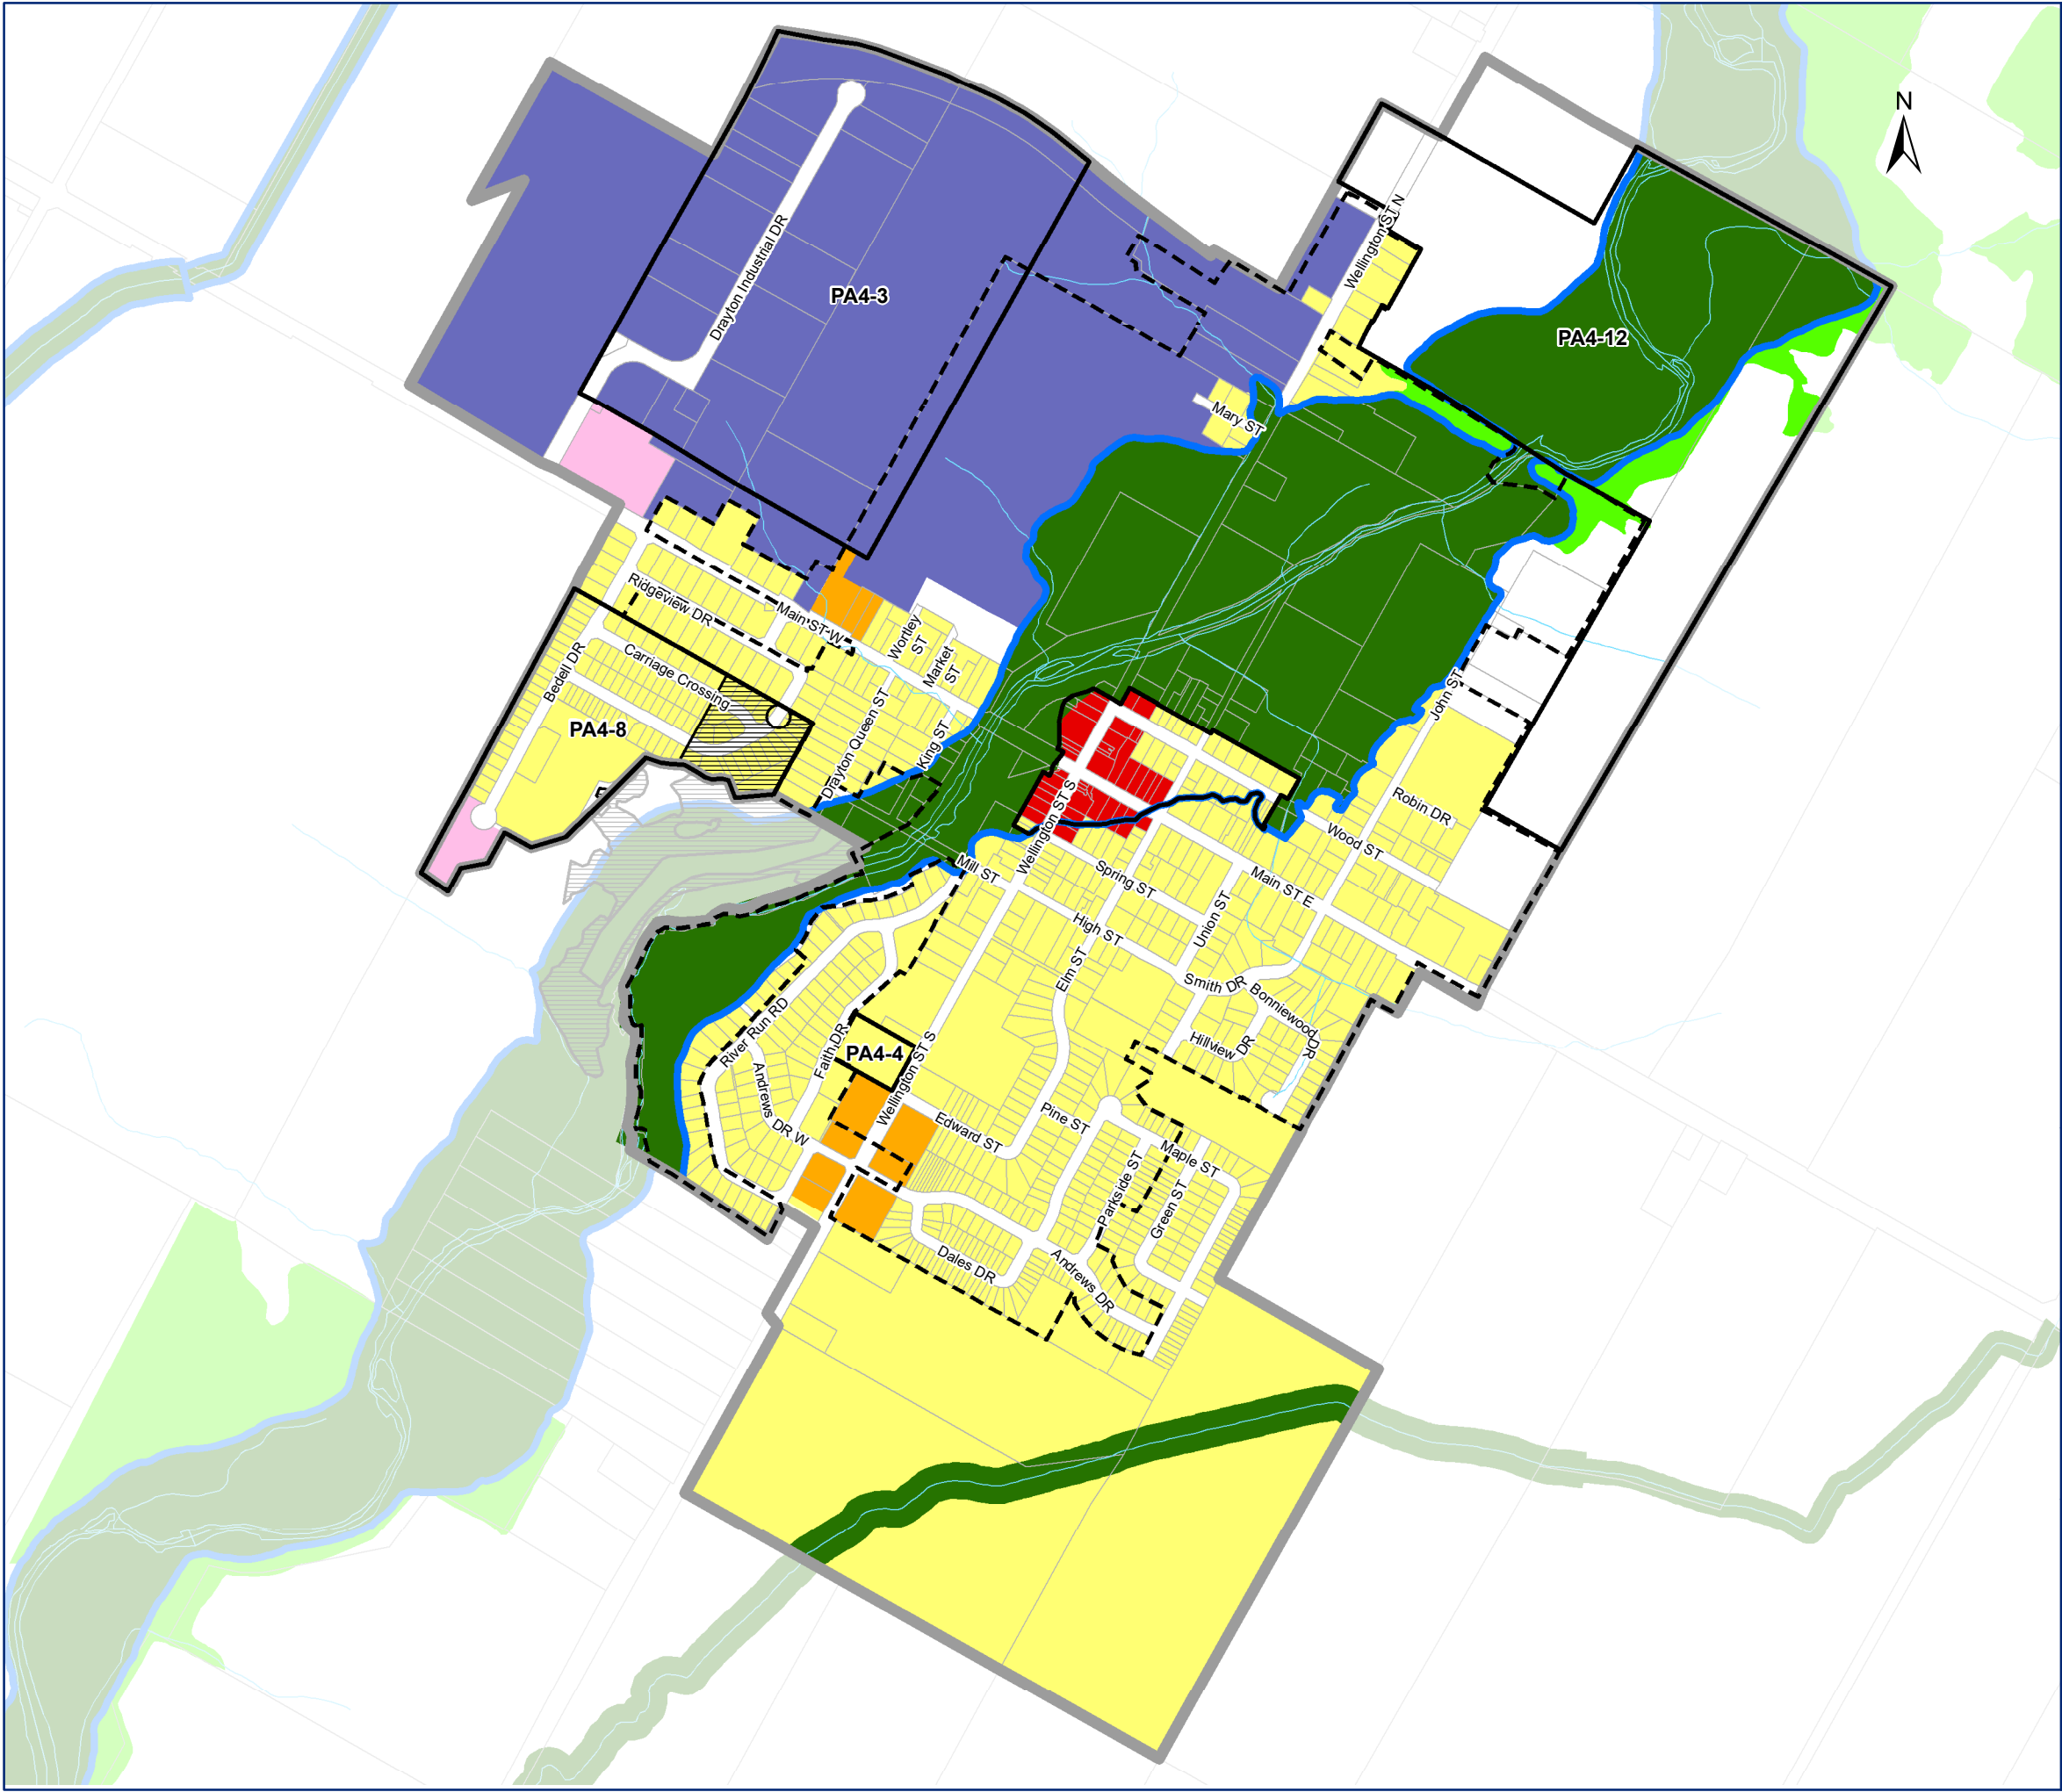 N
Wellington ST N
Drayton Industrial DR
PA4-3
PA4-12
Mary ST
Ridgeview DR
Main ST W
Wortley
ST
Market
ST
Carriage Crossing
Bedell DR
PA4-8
Drayton Queen ST
King ST
John ST
Robin DR
Wood ST
Wellington ST S
Mill ST
Spring ST
Main ST E
Union ST
High ST
Elm ST
Smith DR
Bonniewood
DR
Hillview
DR
River Run RD
Faith DR
PA4-4
Wellington ST S
Andrews
DR W
Edward ST
Pine ST
Maple ST
Parkside ST
Green ST
Dales DR
Andrews DR